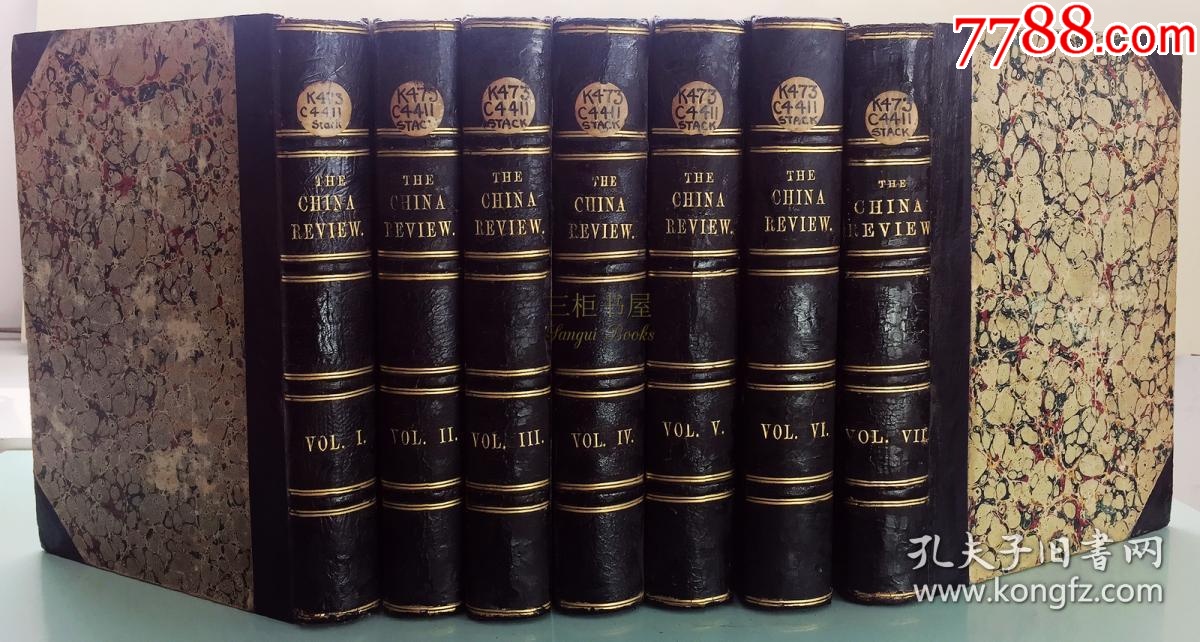 7788.com
K473
C4411
Stack
THE
CHINA
REVIEW.
VOL. I.
K473
C4411
STAC
THE
CHINA
REVIEW.
VOL. II.
K473
C4411
STACK
THE
CHINA
REVIEW.
VOL. III.
K473
C4411
STACK
THE
CHINA
REVIEW.
VOL. IV.
K473
C4411
STACK
THE
CHINA
REVIEW.
VOL. V.
K473
C4411
STACK
THE
CHINA
REVIEW.
VOL. VI.
K473
C4411
STACK
THE
CHINA
REVIEW
VOL. VII
三柜书屋
Sangui Books
孔夫子旧书网
www.kongfz.com